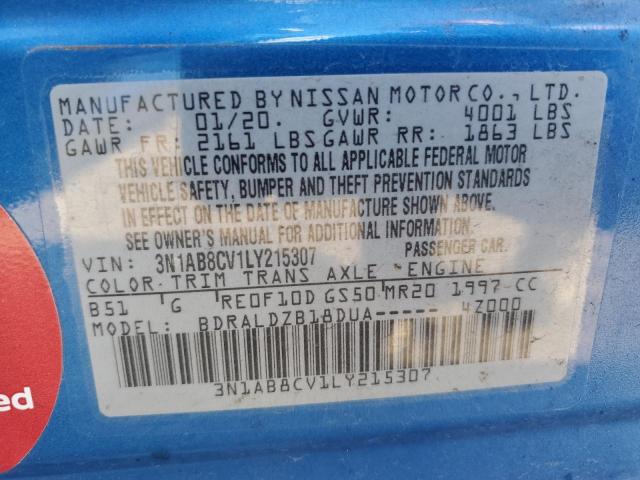 MANUFACTURED BY NISSAN MOTOR CO., LTD.
DATE: 01/20. GVWR: 4001 LBS
GAWR FR: 2161 LBS GAWR RR: 1863 LBS
THIS VEHICLE CONFORMS TO ALL APPLICABLE FEDERAL MOTOR
VEHICLE SAFETY, BUMPER AND THEFT PREVENTION STANDARDS
IN EFFECT ON THE DATE OF MANUFACTURE SHOWN ABOVE.
SEE OWNER'S MANUAL FOR ADDITIONAL INFORMATION.
VIN: 3N1AB8CV1LY215307 PASSENGER CAR.
COLOR TRIM TRANS AXLE ENGINE
B51 G RE0F10D GS50 MR20 1997-CC
MODEL: BDRALDZB18DUA----- 4Z000
3N1AB8CV1LY215307
ed